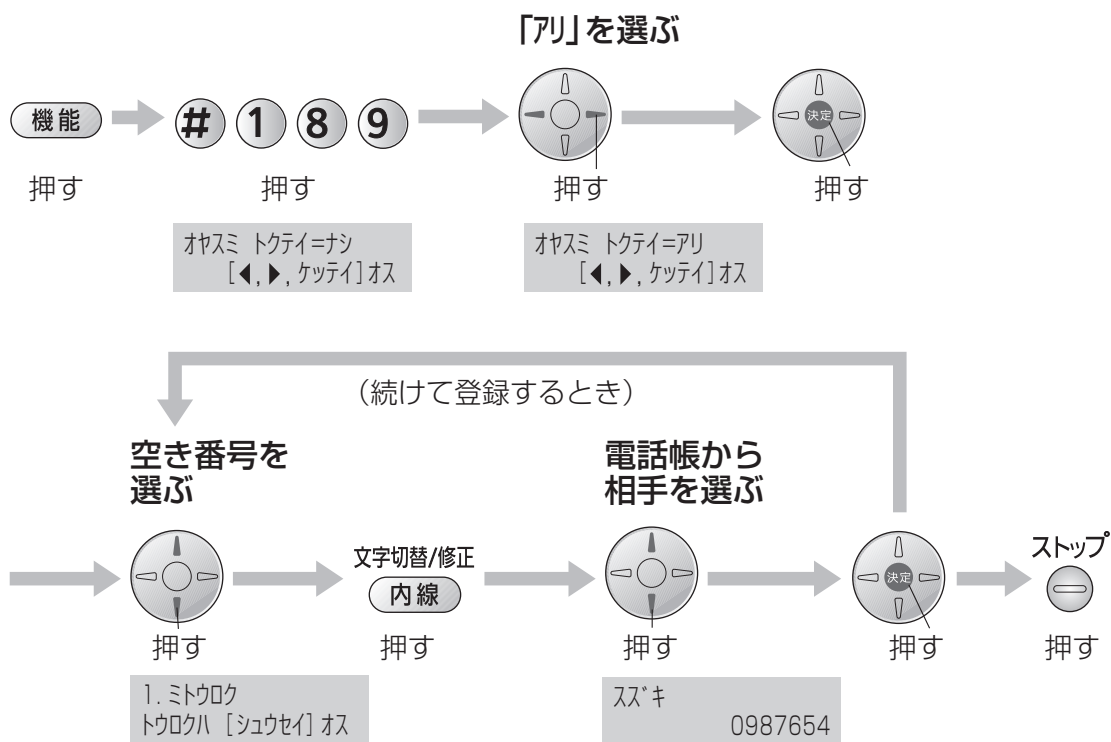 「ｱﾘ」を選ぶ
機能
# 1 8 9
決定
押す
押す
押す
押す
ｵﾔｽﾐ ﾄｸﾃｲ=ﾅｼ
[◀,▶,ｹｯﾃｲ]ｵｽ
ｵﾔｽﾐ ﾄｸﾃｲ=ｱﾘ
[◀,▶,ｹｯﾃｲ]ｵｽ
(続けて登録するとき)
空き番号を
選ぶ
電話帳から
相手を選ぶ
文字切替/修正
内線
決定
ストップ
押す
押す
押す
押す
押す
1.ﾐﾄｳﾛｸ
ﾄｳﾛｸﾊ [ｼｭｳｾｲ]ｵｽ
ｽｽﾞｷ
0987654